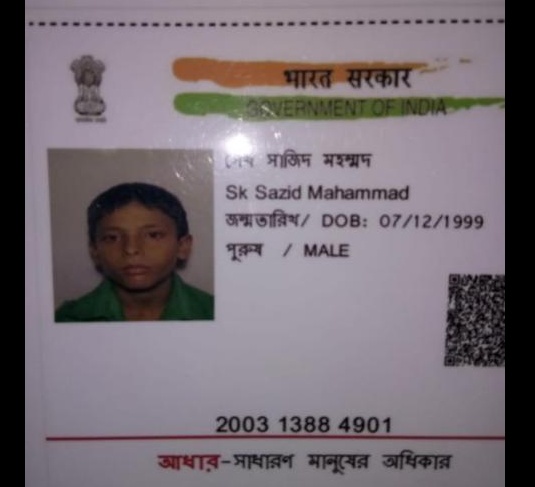 भारत सरकार
GOVERNMENT OF INDIA
সেখ সাজিদ মহম্মদ
Sk Sazid Mahammad
জন্মতারিখ/ DOB: 07/12/1999
পুরুষ / MALE
2003 1388 4901
আধার-সাধারণ মানুষের অধিকার